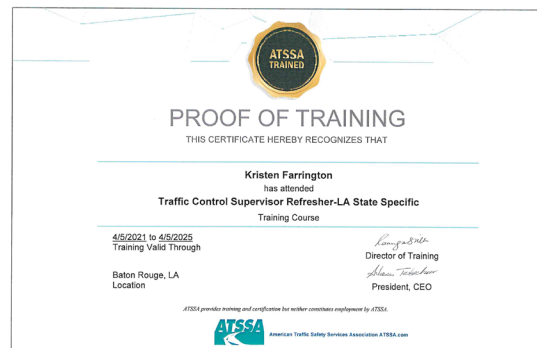 ATSSA
TRAINED
PROOF OF TRAINING
THIS CERTIFICATE HEREBY RECOGNIZES THAT
Kristen Farrington
has attended
Traffic Control Supervisor Refresher-LA State Specific
Training Course
4/5/2021 to 4/5/2025
Training Valid Through
Director of Training
Baton Rouge, LA
Location
President, CEO
ATSSA provides training and certification but neither constitutes employment by ATSSA.
ATSSA
American Traffic Safety Services Association ATSSA.com